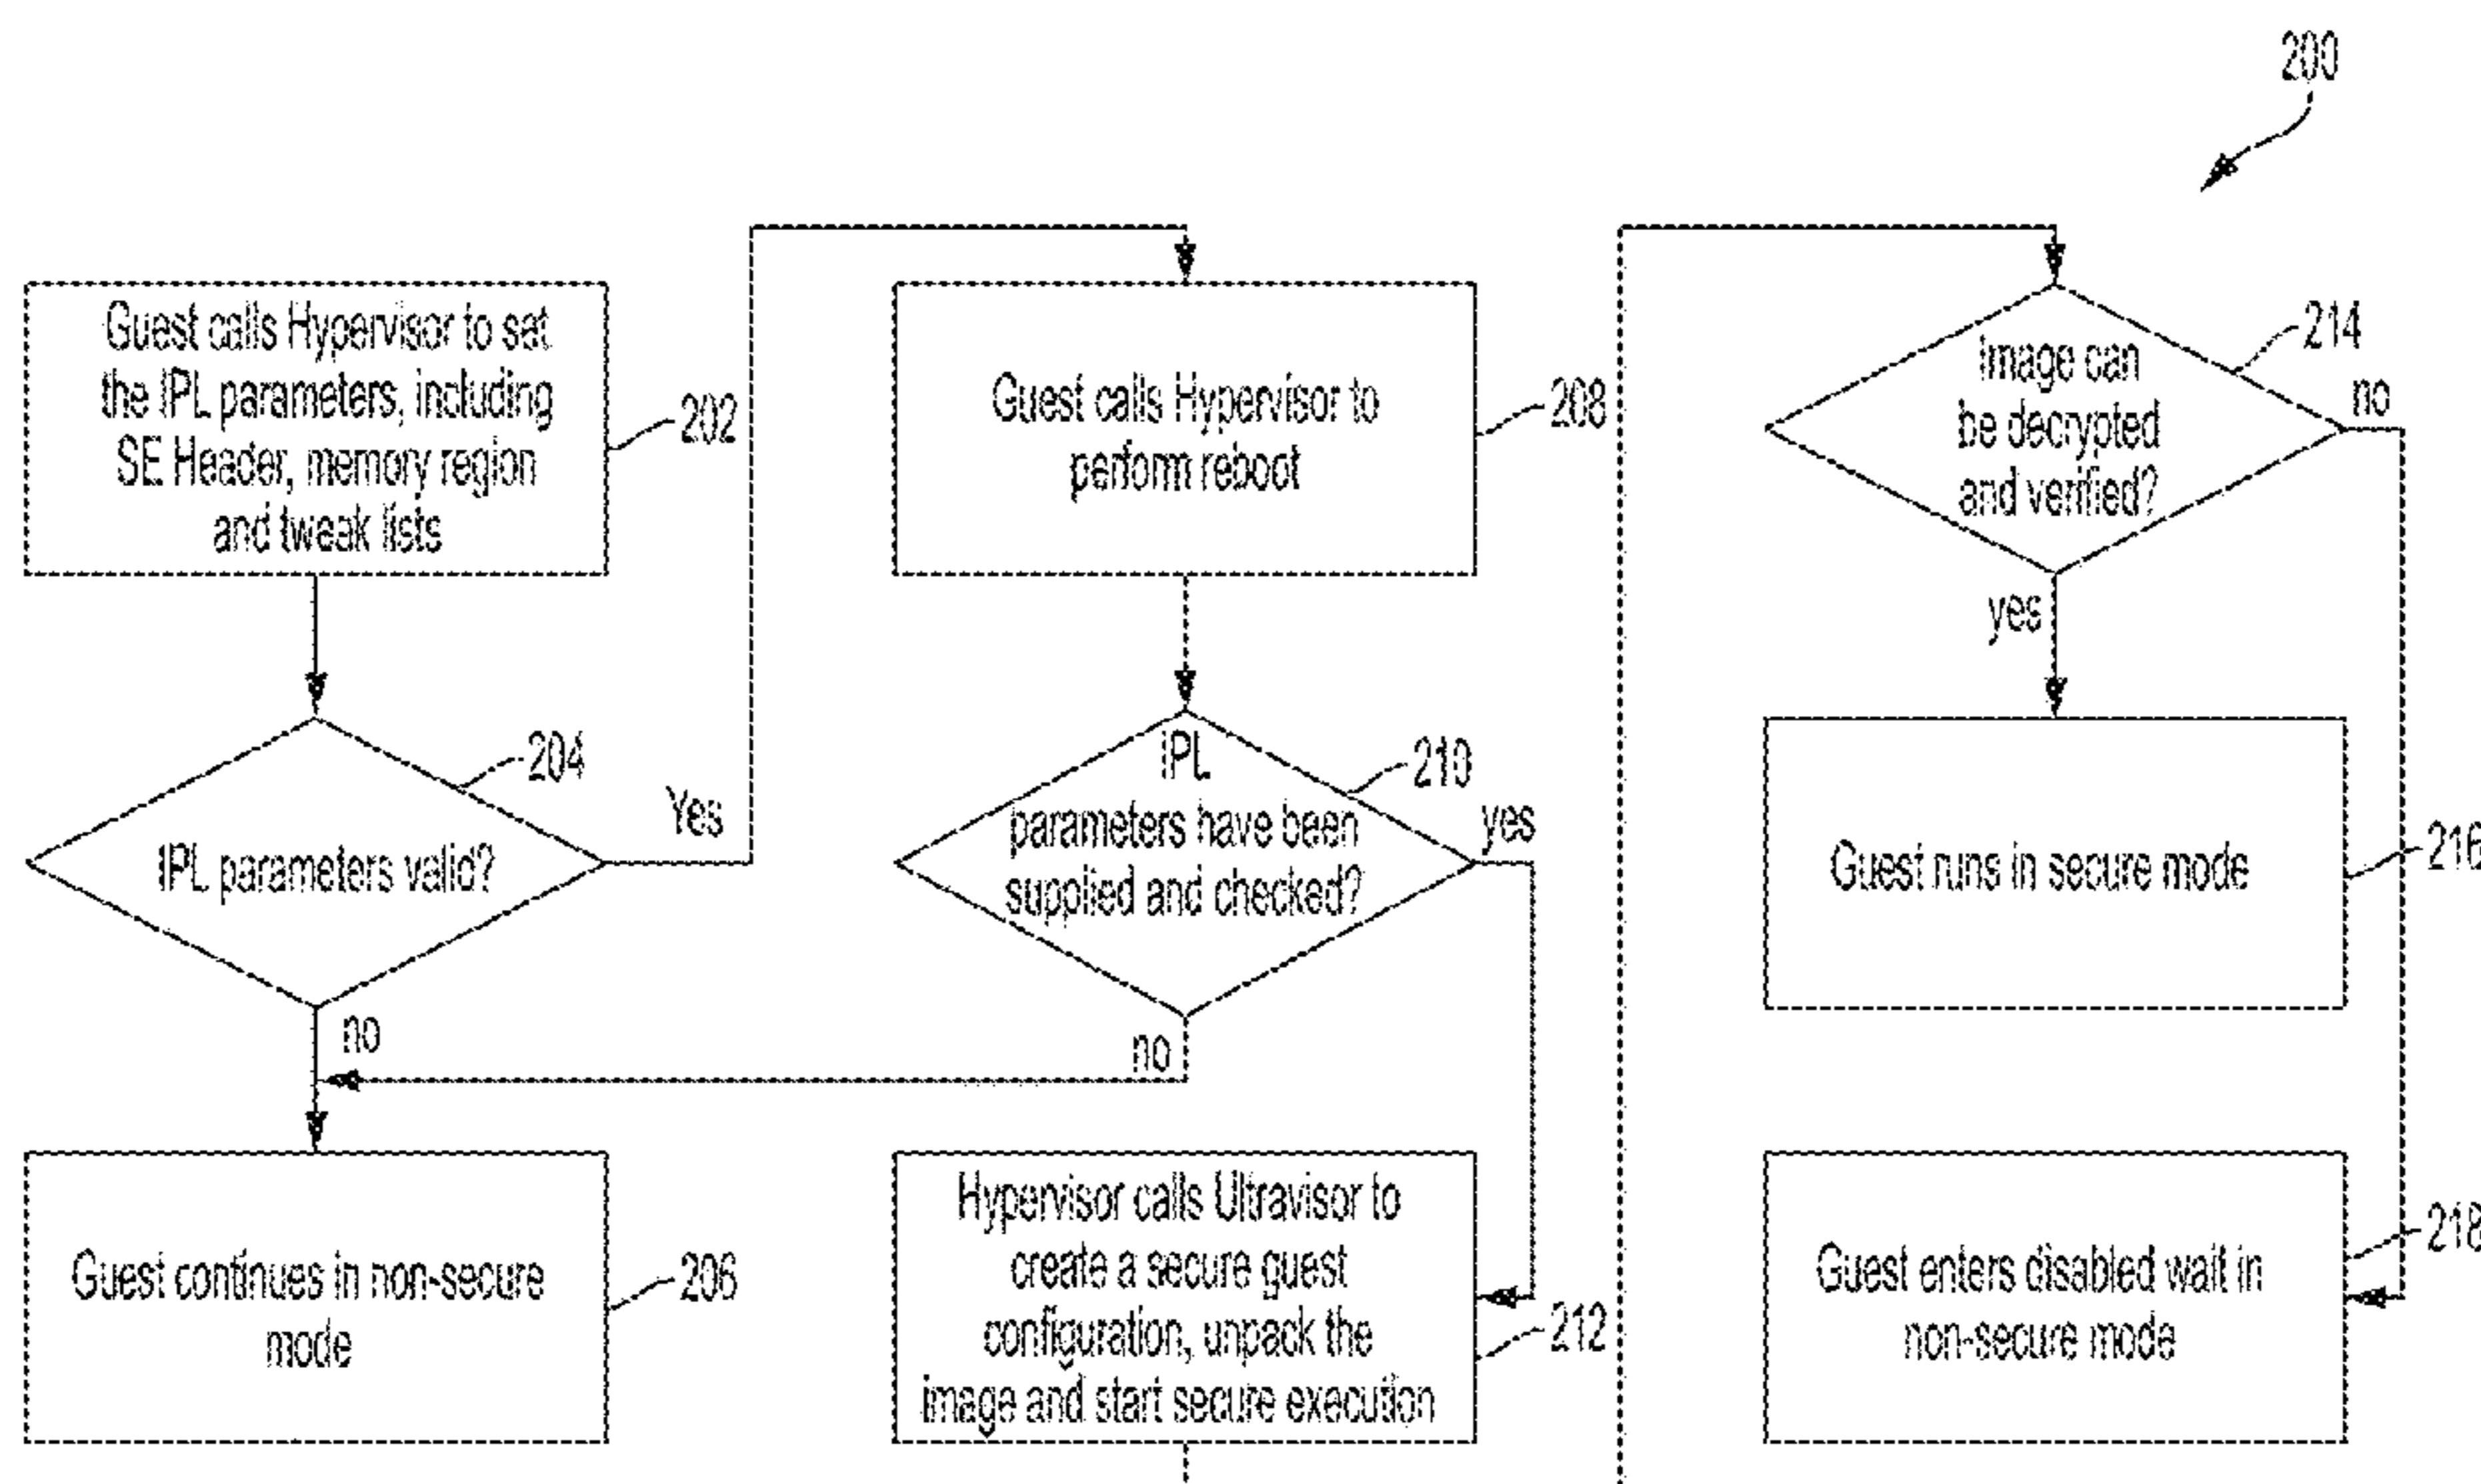 200
Guest calls Hypervisor to set
the IPL parameters, including
SE Header, memory region
and tweak lists
202
IPL parameters valid?
204
Yes
no
Guest continues in non-secure
mode
206
Guest calls Hypervisor to
perform reboot
208
IPL
parameters have been
supplied and checked?
210
yes
no
Hypervisor calls Ultravisor to
create a secure guest
configuration, unpack the
image and start secure execution
212
Image can
be decrypted
and verified?
214
no
yes
Guest runs in secure mode
216
Guest enters disabled wait in
non-secure mode
218